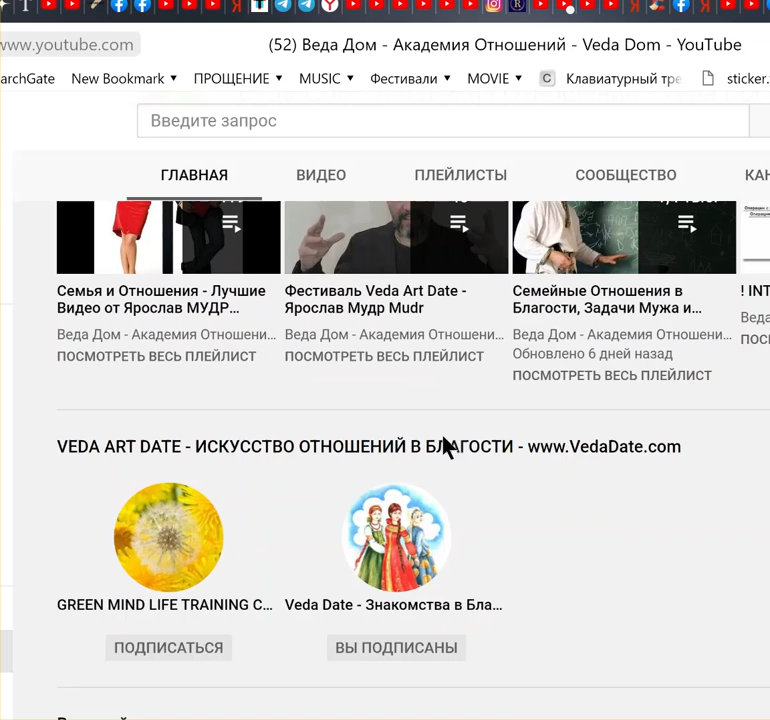 www.youtube.com
(52) Веда Дом - Академия Отношений - Veda Dom - YouTube
archGate New Bookmark ▼ ПРОЩЕНИЕ ▼ MUSIC ▼ Фестивали ▼ MOVIE ▼ C Клавиатурный тре sticker.
Введите запрос
ГЛАВНАЯ ВИДЕО ПЛЕЙЛИСТЫ СООБЩЕСТВО КАН
Семья и Отношения - Лучшие
Видео от Ярослав МУДР...
Веда Дом - Академия Отношени...
ПОСМОТРЕТЬ ВЕСЬ ПЛЕЙЛИСТ
Фестиваль Veda Art Date -
Ярослав Мудр Mudr
Веда Дом - Академия Отношени...
ПОСМОТРЕТЬ ВЕСЬ ПЛЕЙЛИСТ
Семейные Отношения в
Благости, Задачи Мужа и...
Веда Дом - Академия Отношени...
Обновлено 6 дней назад
ПОСМОТРЕТЬ ВЕСЬ ПЛЕЙЛИСТ
! INT
Веда
ПОС
VEDA ART DATE - ИСКУССТВО ОТНОШЕНИЙ В БЛАГОСТИ - www.VedaDate.com
GREEN MIND LIFE TRAINING C...
ПОДПИСАТЬСЯ
Veda Date - Знакомства в Бла...
ВЫ ПОДПИСАНЫ